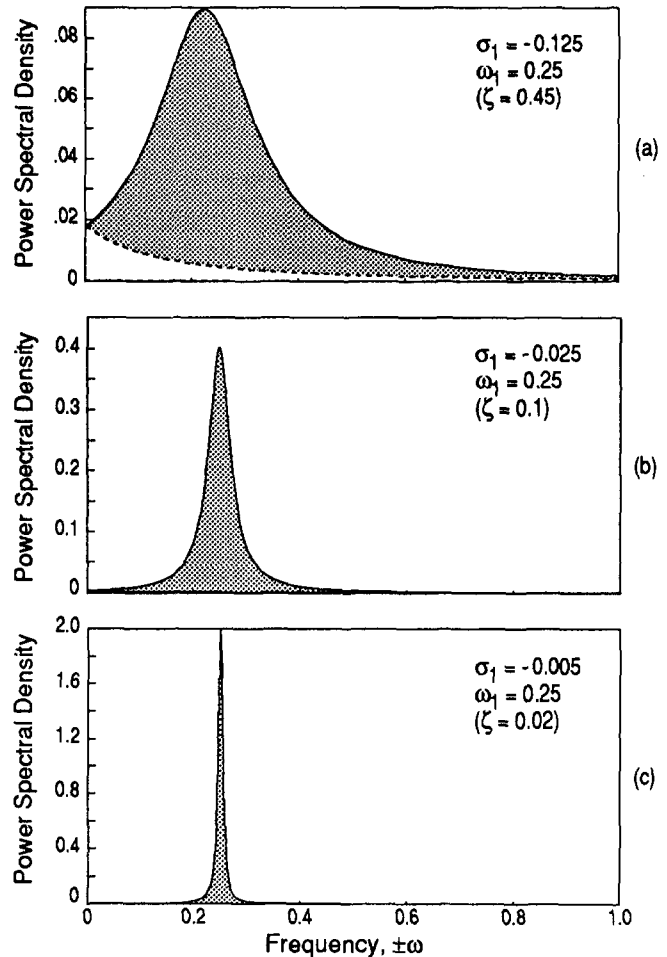 Power Spectral Density
.08
.06
.04
.02
0
σ₁ = -0.125
ω₁ = 0.25
(ζ = 0.45)
(a)
Power Spectral Density
0.4
0.3
0.2
0.1
0
σ₁ = -0.025
ω₁ = 0.25
(ζ = 0.1)
(b)
Power Spectral Density
2.0
1.6
1.2
0.8
0.4
0
σ₁ = -0.005
ω₁ = 0.25
(ζ = 0.02)
(c)
0 0.2 0.4 0.6 0.8 1.0
Frequency, ±ω